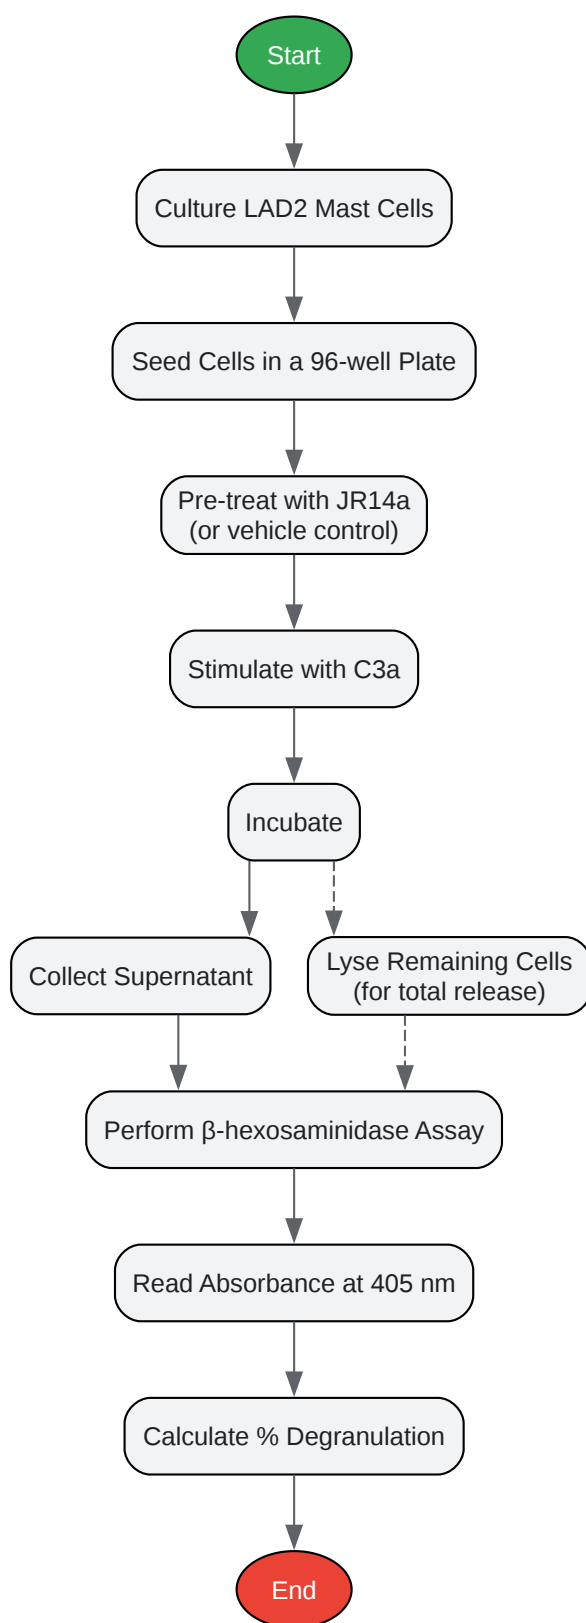 Start
Culture LAD2 Mast Cells
Seed Cells in a 96-well Plate
Pre-treat with JR14a
(or vehicle control)
Stimulate with C3a
Incubate
Collect Supernatant
Lyse Remaining Cells
(for total release)
Perform β-hexosaminidase Assay
Read Absorbance at 405 nm
Calculate % Degranulation
End